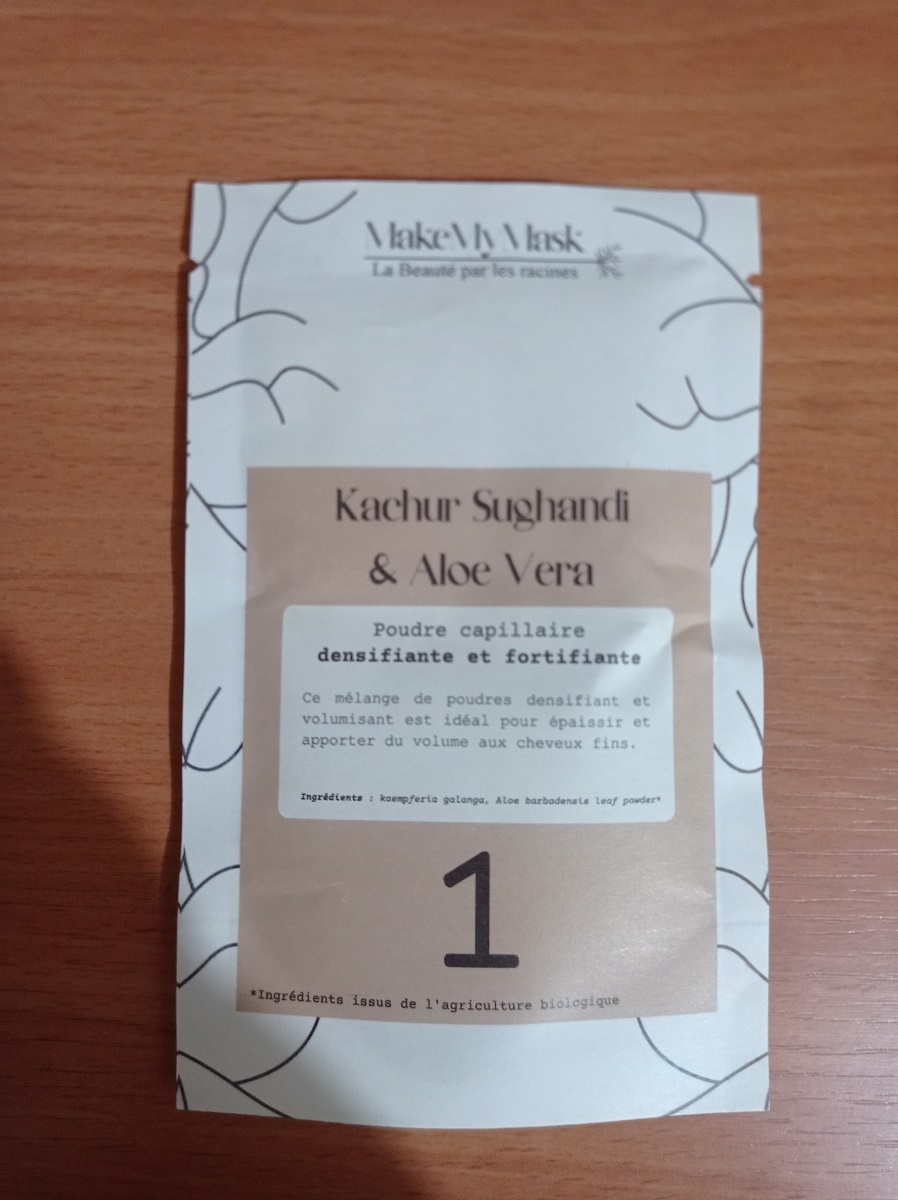 MakeMyMask
La Beauté par les racines
Kachur Sughandi
& Aloe Vera
Poudre capillaire
densifiante et fortifiante
Ce mélange de poudres densifiant et
volumisant est idéal pour épaissir et
apporter du volume aux cheveux fins.
Ingrédients : kaempferia galanga, Aloe barbadensis leaf powder*
1
*Ingrédients issus de l'agriculture biologique